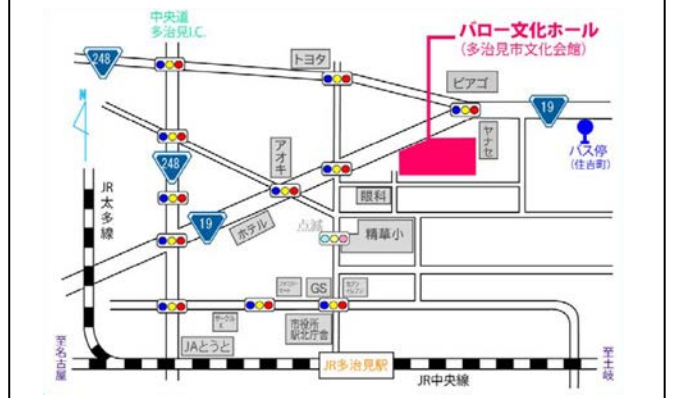 中央道
多治見I.C.
バロー文化ホール
(多治見市文化会館)
248
トヨタ
ピアゴ
19
N
ヤナセ
バス停
(住吉町)
アオキ
248
JR太多線
眼科
19
ホテル
点滅
精華小
GS
市役所
駅北庁舎
JAとうと
至名古屋
JR多治見駅
JR中央線
至土岐